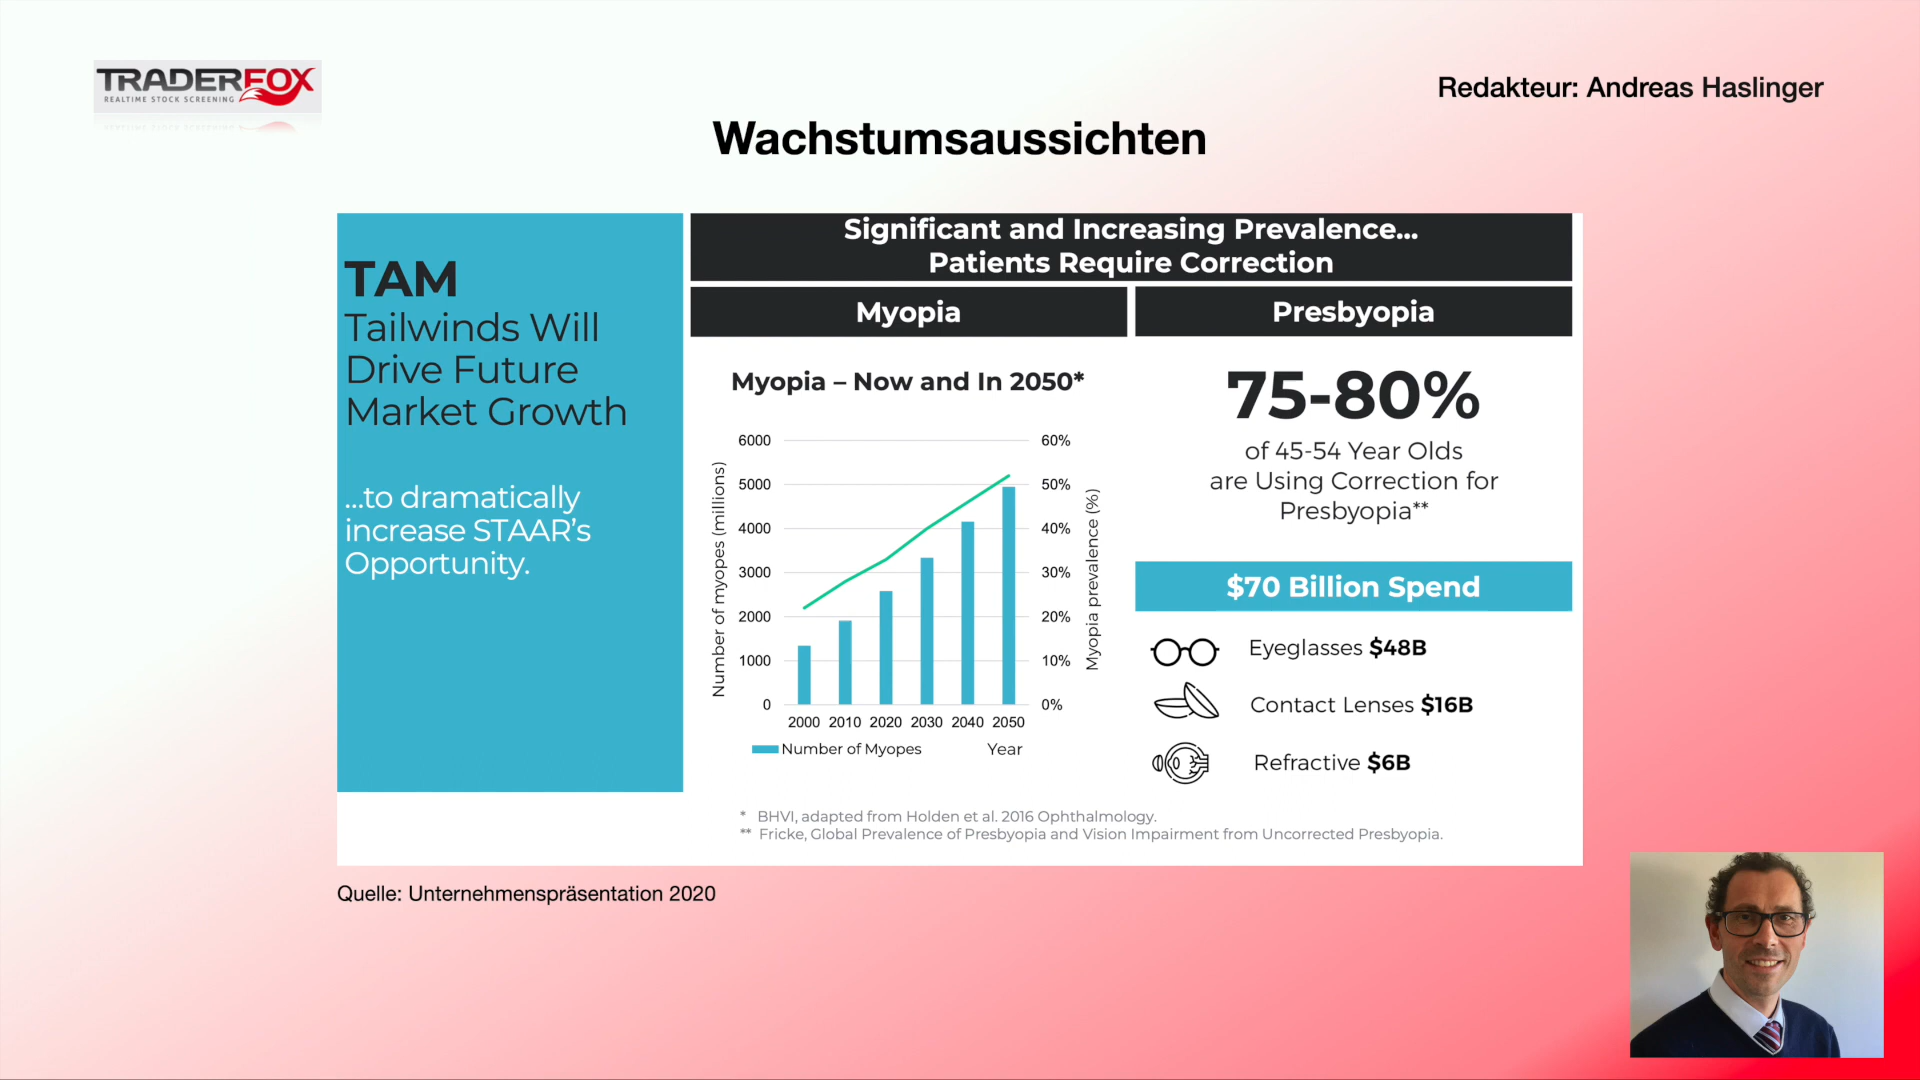 TRADERFOX
REALTIME STOCK SCREENING
Redakteur: Andreas Haslinger
Wachstumsaussichten
TAM
Tailwinds Will
Drive Future
Market Growth
...to dramatically
increase STAAR's
Opportunity.
Significant and Increasing Prevalence...
Patients Require Correction
Myopia
Presbyopia
Myopia – Now and In 2050*
Number of myopes (millions)
6000
5000
4000
3000
2000
1000
0
60%
50%
40%
30%
20%
10%
0%
Myopia prevalence (%)
2000 2010 2020 2030 2040 2050
Number of Myopes
Year
75-80%
of 45-54 Year Olds
are Using Correction for
Presbyopia**
$70 Billion Spend
Eyeglasses $48B
Contact Lenses $16B
Refractive $6B
* BHVI, adapted from Holden et al. 2016 Ophthalmology.
** Fricke, Global Prevalence of Presbyopia and Vision Impairment from Uncorrected Presbyopia.
Quelle: Unternehmenspräsentation 2020